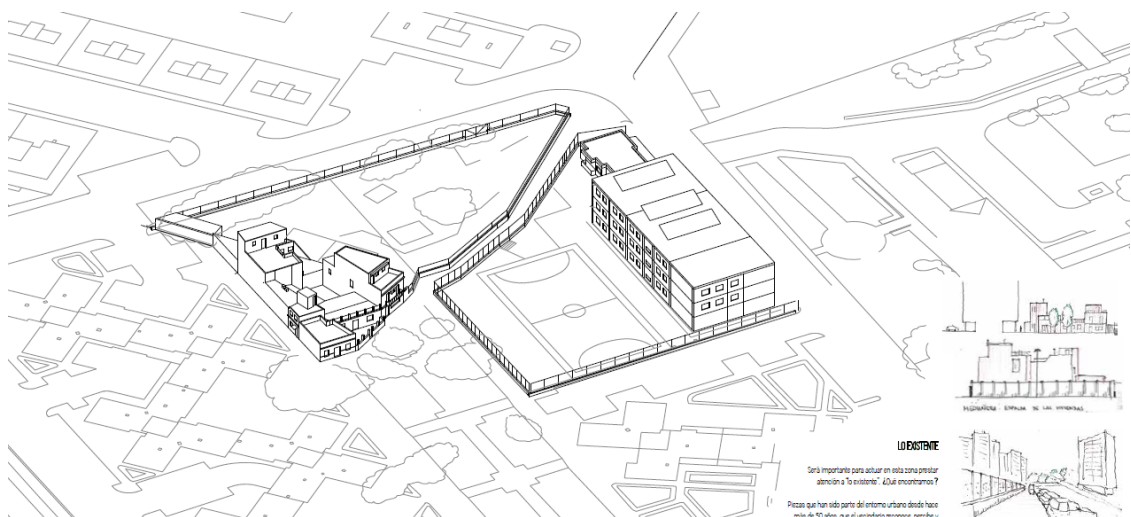 MEDIANERA · ESPALDA DE LAS VIVIENDAS
LO EXISTENTE
Será importante para actuar en esta zona prestar
atención a "lo existente". ¿Qué encontramos?
Piezas que han sido parte del entorno urbano desde hace
más de 50 años, que el vecindario reconoce, percibe y